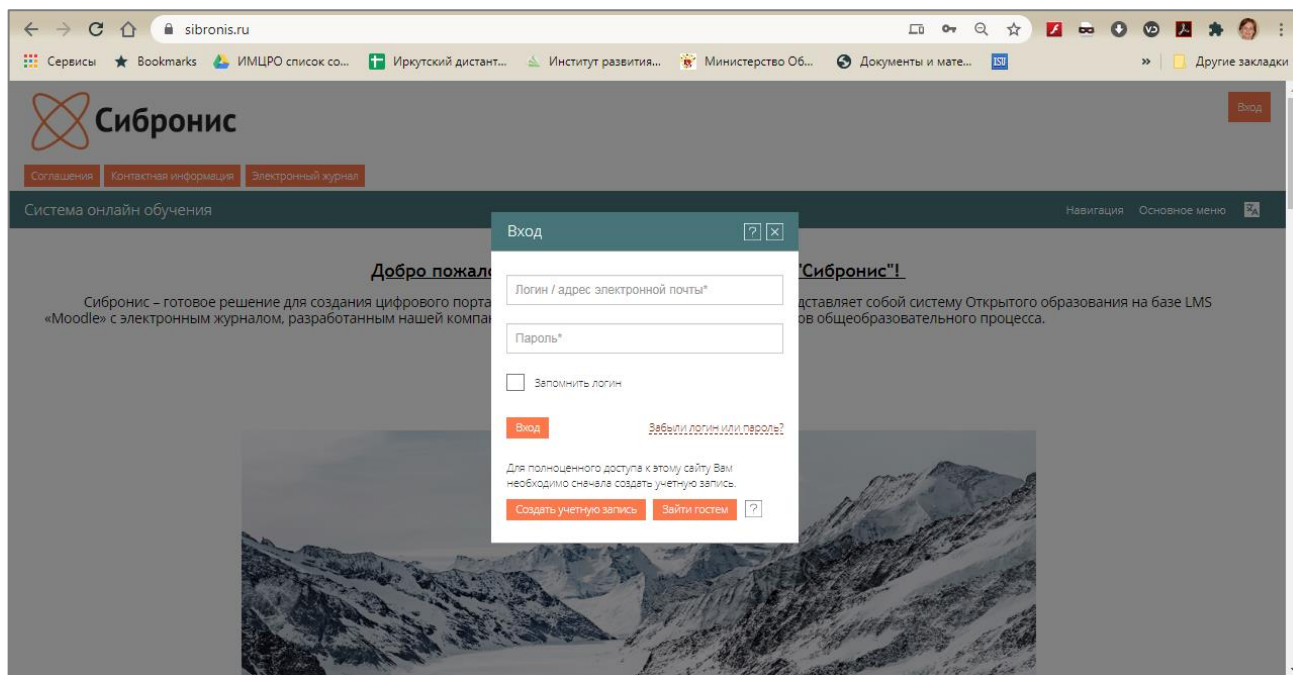 sibronis.ru
Сервисы Bookmarks ИМЦРО список со... Иркутский дистант... Институт развития... Министерство Об... Документы и мате... ISU » Другие закладки
Сибронис
Вход
Соглашения Контактная информация Электронный журнал
Система онлайн обучения Навигация Основное меню
Вход ? ×
Добро пожало "Сибронис"!
Логин / адрес электронной почты*
Сибронис – готовое решение для создания цифрового порта дставляет собой систему Открытого образования на базе LMS
«Moodle» с электронным журналом, разработанным нашей компан ов общеобразовательного процесса.
Пароль*
Запомнить логин
Вход Забыли логин или пароль?
Для полноценного доступа к этому сайту Вам
необходимо сначала создать учетную запись.
Создать учетную запись Зайти гостем ?